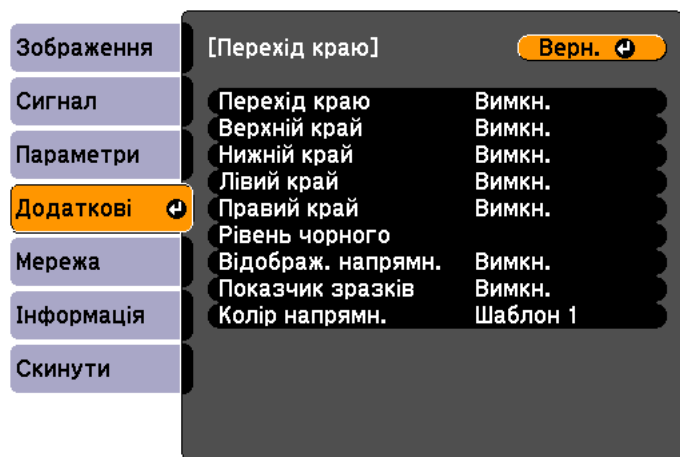 Зображення
Сигнал
Параметри
Додаткові
Мережа
Інформація
Скинути
[Перехід краю] Верн.
Перехід краю Вимкн.
Верхній край Вимкн.
Нижній край Вимкн.
Лівий край Вимкн.
Правий край Вимкн.
Рівень чорного
Відображ. напрямн. Вимкн.
Показчик зразків Вимкн.
Колір напрямн. Шаблон 1